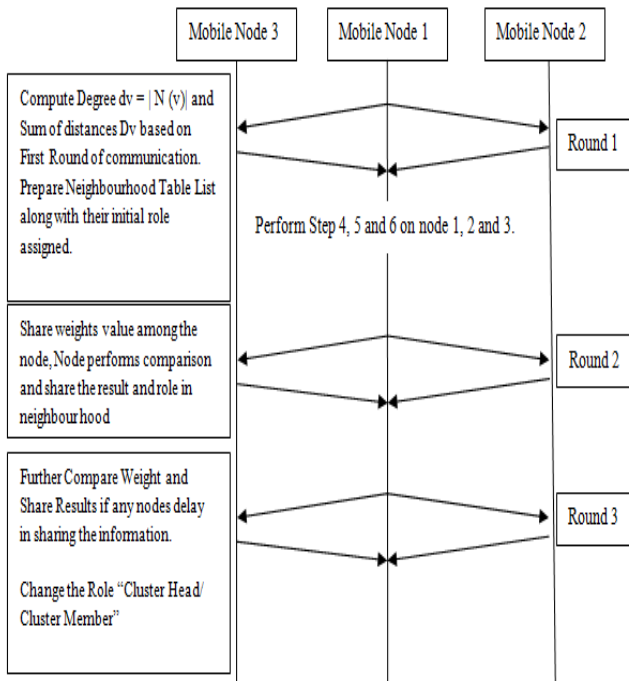 Mobile Node 3
Mobile Node 1
Mobile Node 2
Compute Degree dv = | N (v)| and
Sum of distances Dv based on
First Round of communication.
Prepare Neighbourhood Table List
along with their initial role
assigned.
Round 1
Perform Step 4, 5 and 6 on node 1, 2 and 3.
Share weights value among the
node, Node performs comparison
and share the result and role in
neighbourhood
Round 2
Further Compare Weight and
Share Results if any nodes delay
in sharing the information.
Change the Role “Cluster Head/
Cluster Member”
Round 3